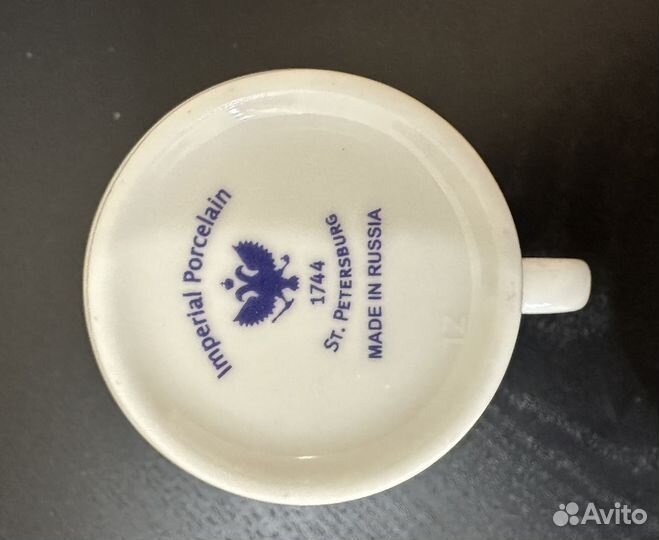 Imperial Porcelain
1744
ST. PETERSBURG
MADE IN RUSSIA
Avito